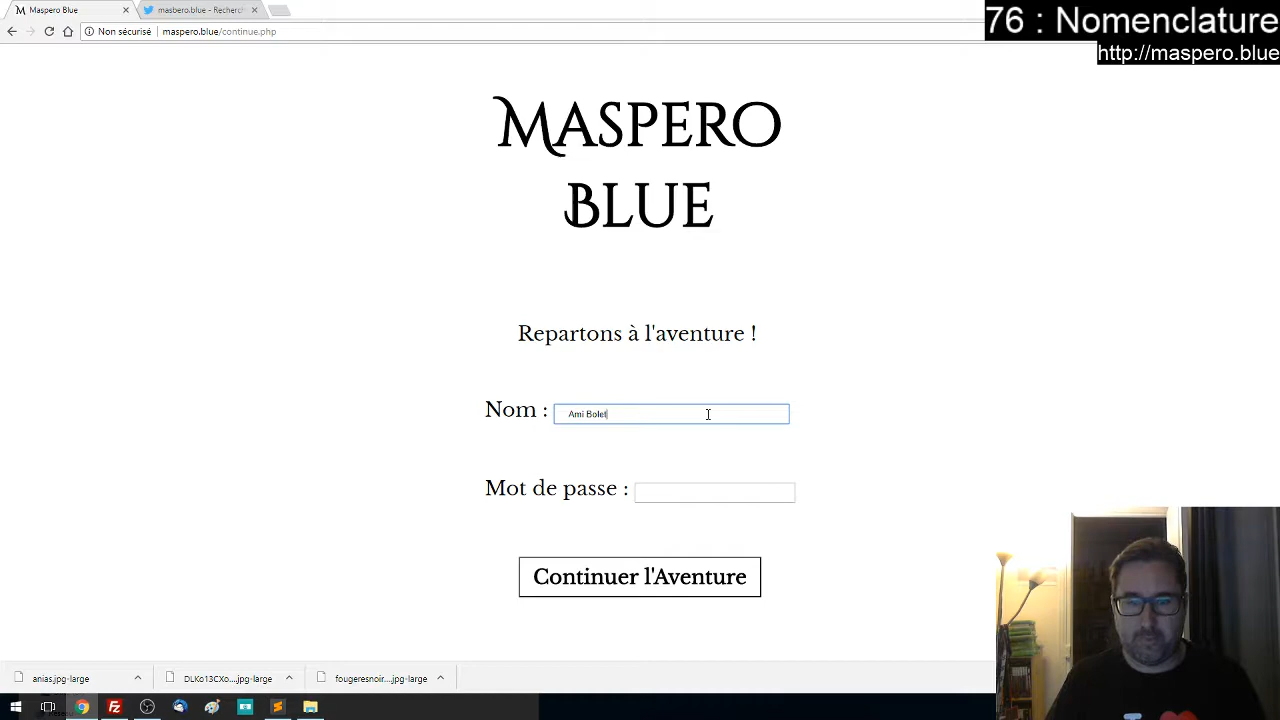 Maspero Blue
maspero.blue - Recherch
76 : Nomenclature
Non sécurisé
maspero.blue/continue.php
http://maspero.blue
MASPERO
BLUE
Repartons à l'aventure !
Nom :
Ami Bolet
Mot de passe :
Continuer l'Aventure
anias.jpg-large
DLKo13CXo....jpg-large
fougeresnoir....jpg-large